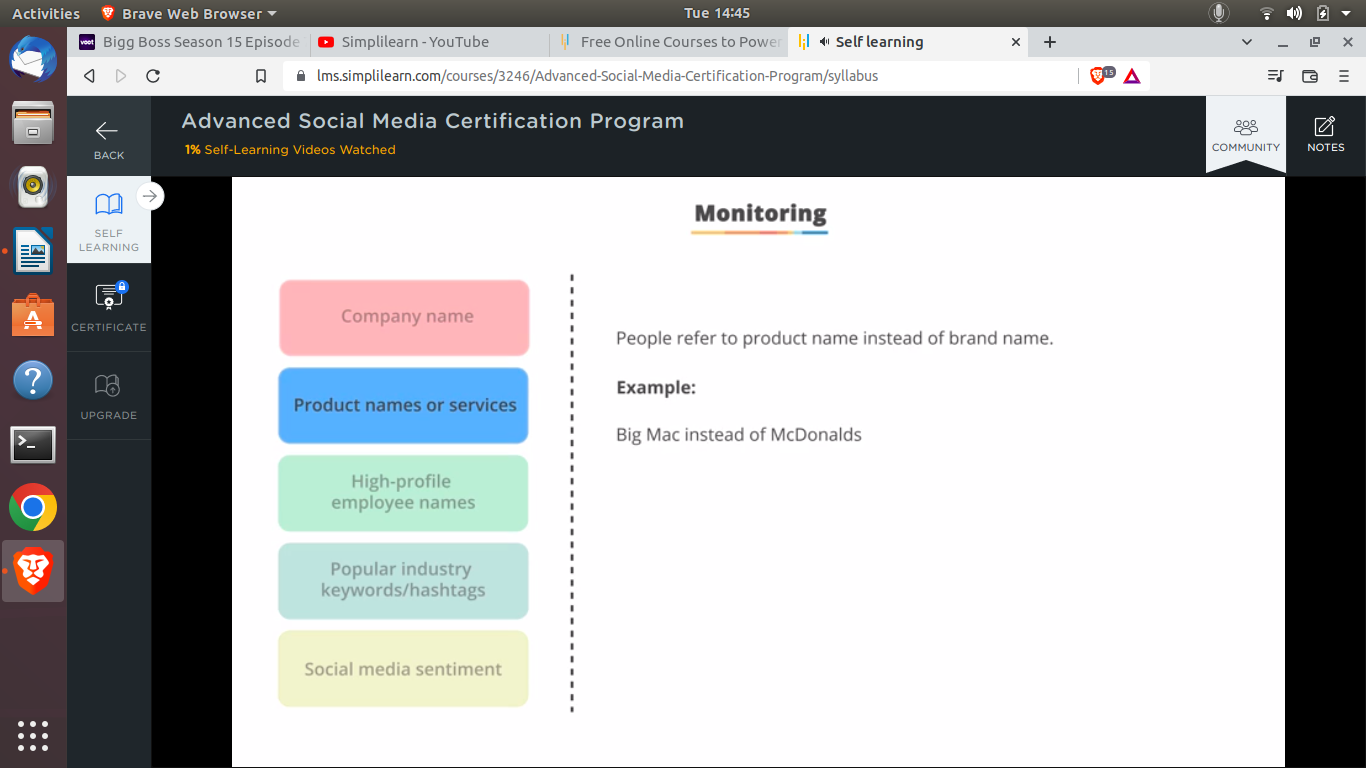 Activities
Brave Web Browser
Tue 14:45
voot
Bigg Boss Season 15 Episode
Simplilearn - YouTube
Free Online Courses to Power
Self learning
lms.simplilearn.com/courses/3246/Advanced-Social-Media-Certification-Program/syllabus
15
BACK
Advanced Social Media Certification Program
1% Self-Learning Videos Watched
COMMUNITY
NOTES
SELF
LEARNING
CERTIFICATE
UPGRADE
Monitoring
Company name
Product names or services
High-profile
employee names
Popular industry
keywords/hashtags
Social media sentiment
People refer to product name instead of brand name.
Example:
Big Mac instead of McDonalds